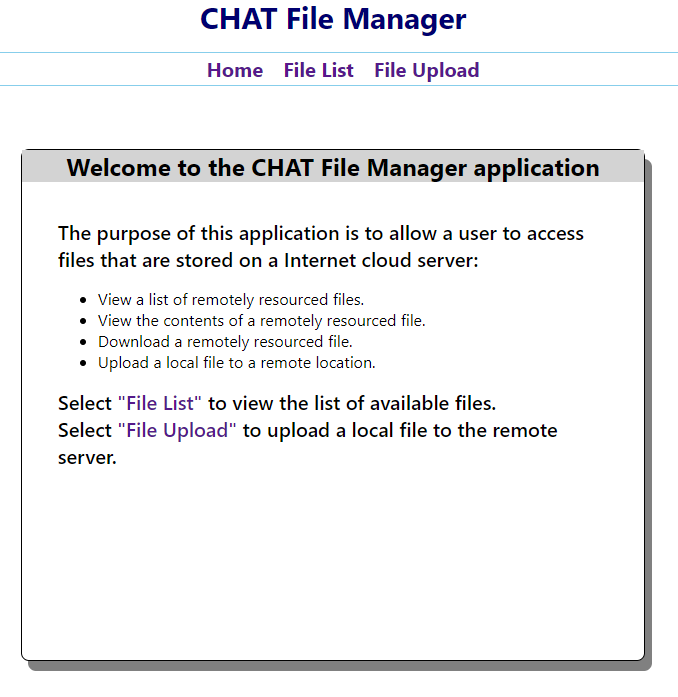 CHAT File Manager
Home File List File Upload
Welcome to the CHAT File Manager application
The purpose of this application is to allow a user to access
files that are stored on a Internet cloud server:
View a list of remotely resourced files.
View the contents of a remotely resourced file.
Download a remotely resourced file.
Upload a local file to a remote location.
Select "File List" to view the list of available files.
Select "File Upload" to upload a local file to the remote
server.